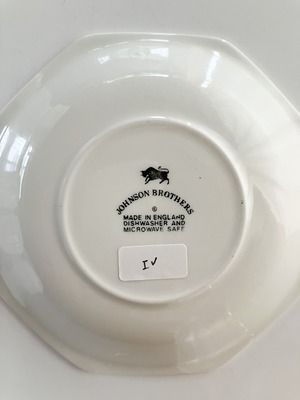 JOHNSON BROTHERS
©
MADE IN ENGLAND
DISHWASHER AND
MICROWAVE SAFE
IV